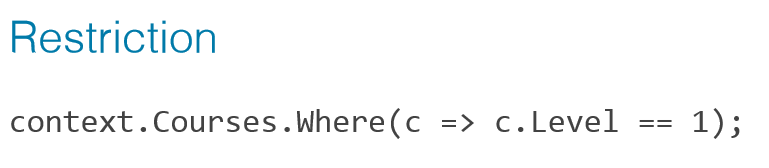 Restriction
context.Courses.Where(c => c.Level == 1);